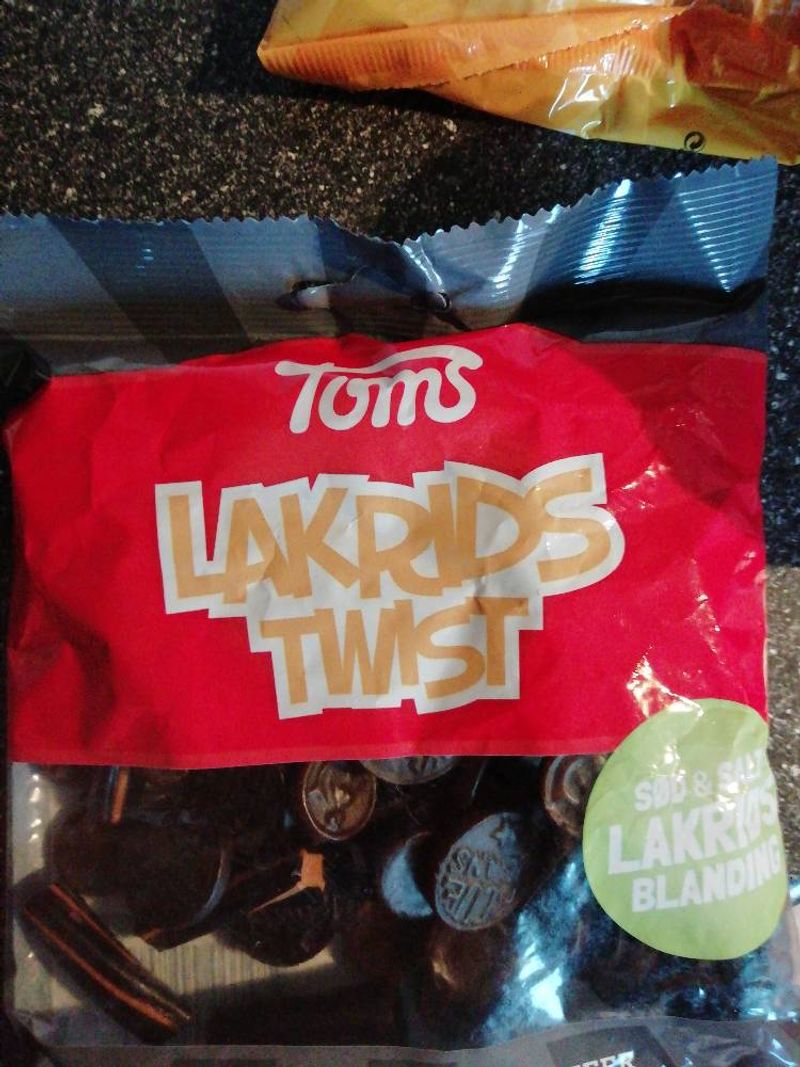 Toms
LAKRIDS
TWIST
SØD & SALT
LAKRIDS
BLANDING